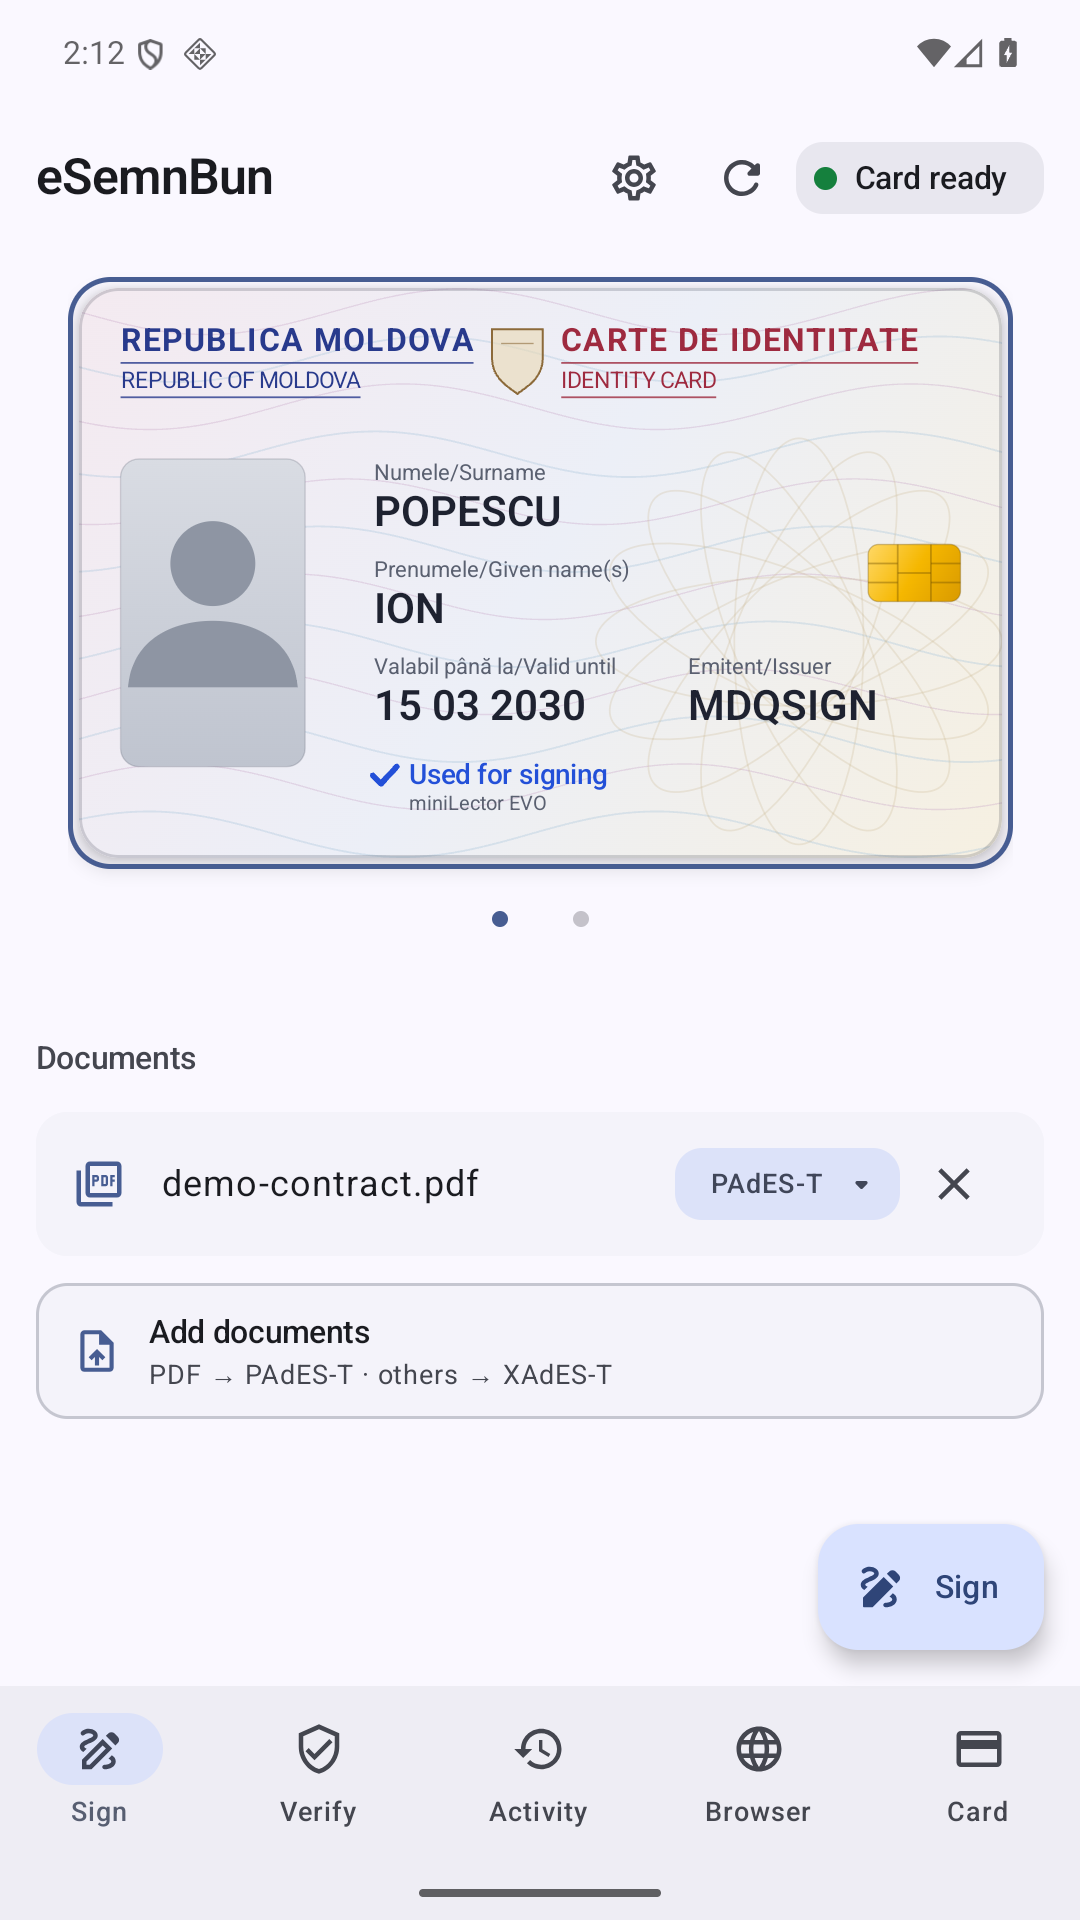 2:12
eSemnBun
Card ready
REPUBLICA MOLDOVA
REPUBLIC OF MOLDOVA
CARTE DE IDENTITATE
IDENTITY CARD
Numele/Surname
POPESCU
Prenumele/Given name(s)
ION
Valabil până la/Valid until
15 03 2030
Emitent/Issuer
MDQSIGN
Used for signing
miniLector EVO
Documents
PDF
demo-contract.pdf
PAdES-T
Add documents
PDF → PAdES-T · others → XAdES-T
Sign
Sign
Verify
Activity
Browser
Card